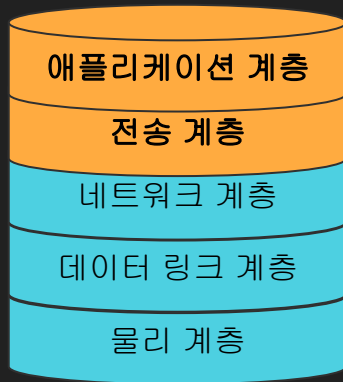 애플리케이션 계층
전송 계층
네트워크 계층
데이터 링크 계층
물리 계층